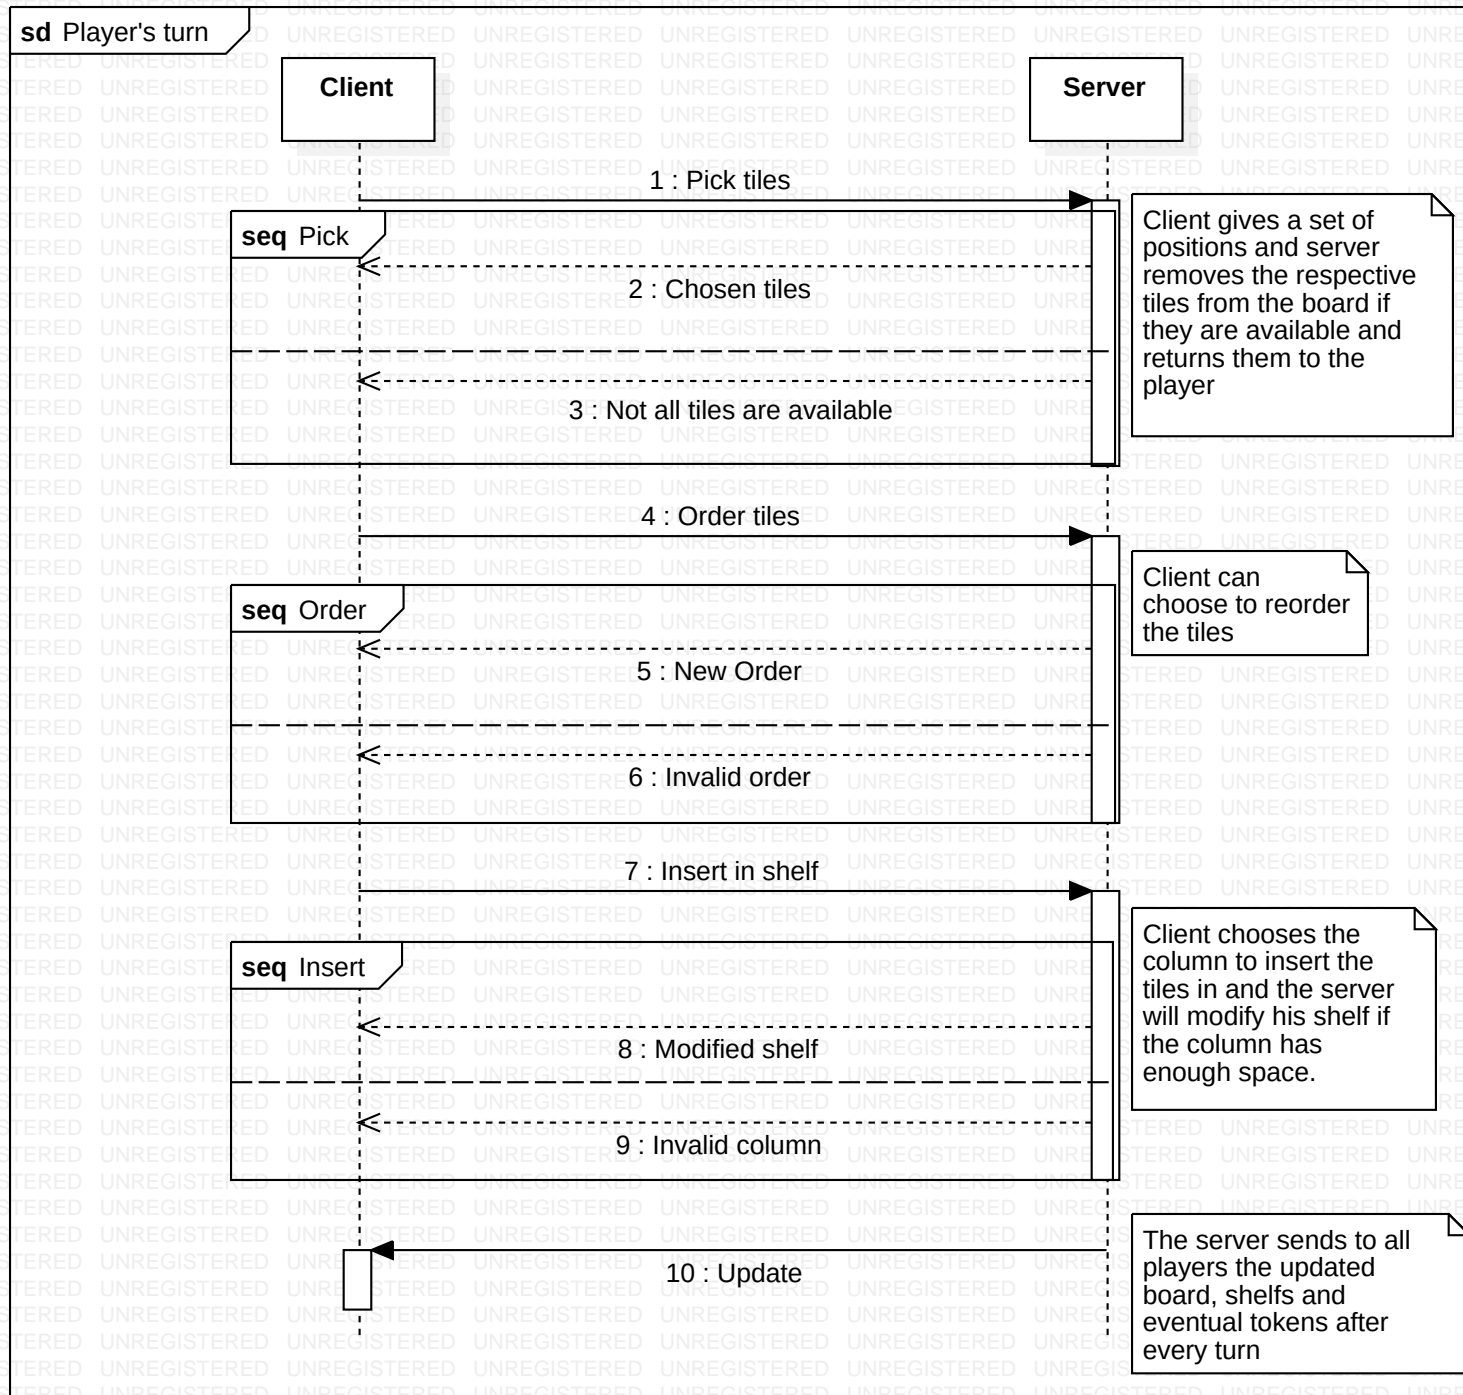 sd Player's turn
Client
Server
1 : Pick tiles
seq Pick
2 : Chosen tiles
3 : Not all tiles are available
Client gives a set of
positions and server
removes the respective
tiles from the board if
they are available and
returns them to the
player
4 : Order tiles
seq Order
5 : New Order
6 : Invalid order
Client can
choose to reorder
the tiles
7 : Insert in shelf
seq Insert
8 : Modified shelf
9 : Invalid column
Client chooses the
column to insert the
tiles in and the server
will modify his shelf if
the column has
enough space.
10 : Update
The server sends to all
players the updated
board, shelfs and
eventual tokens after
every turn
UNREGISTERED